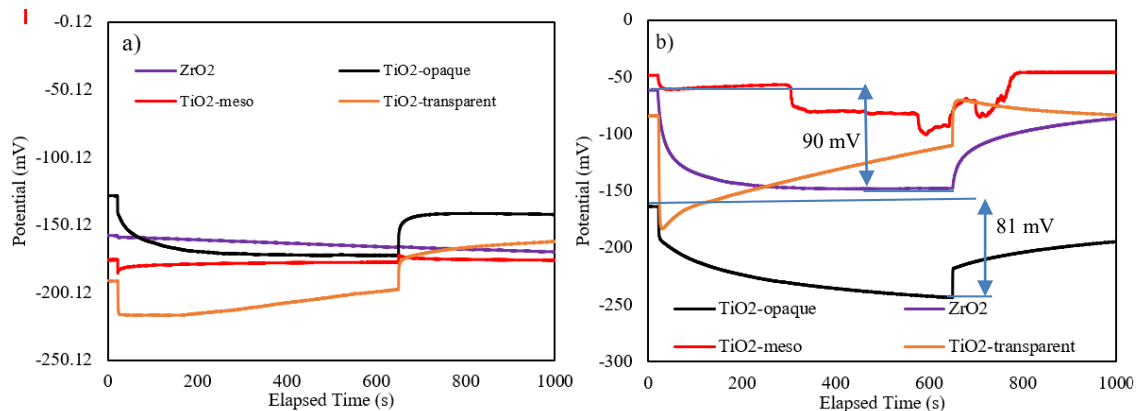 a)
-0.12
-50.12
-100.12
-150.12
-200.12
-250.12
Potential (mV)
ZrO2
TiO2-opaque
TiO2-meso
TiO2-transparent
0 200 400 600 800 1000
Elapsed Time (s)
b)
0
-50
-100
-150
-200
-250
-300
Potential (mV)
90 mV
81 mV
TiO2-opaque
ZrO2
TiO2-meso
TiO2-transparent
0 200 400 600 800 1000
Elapsed Time (s)